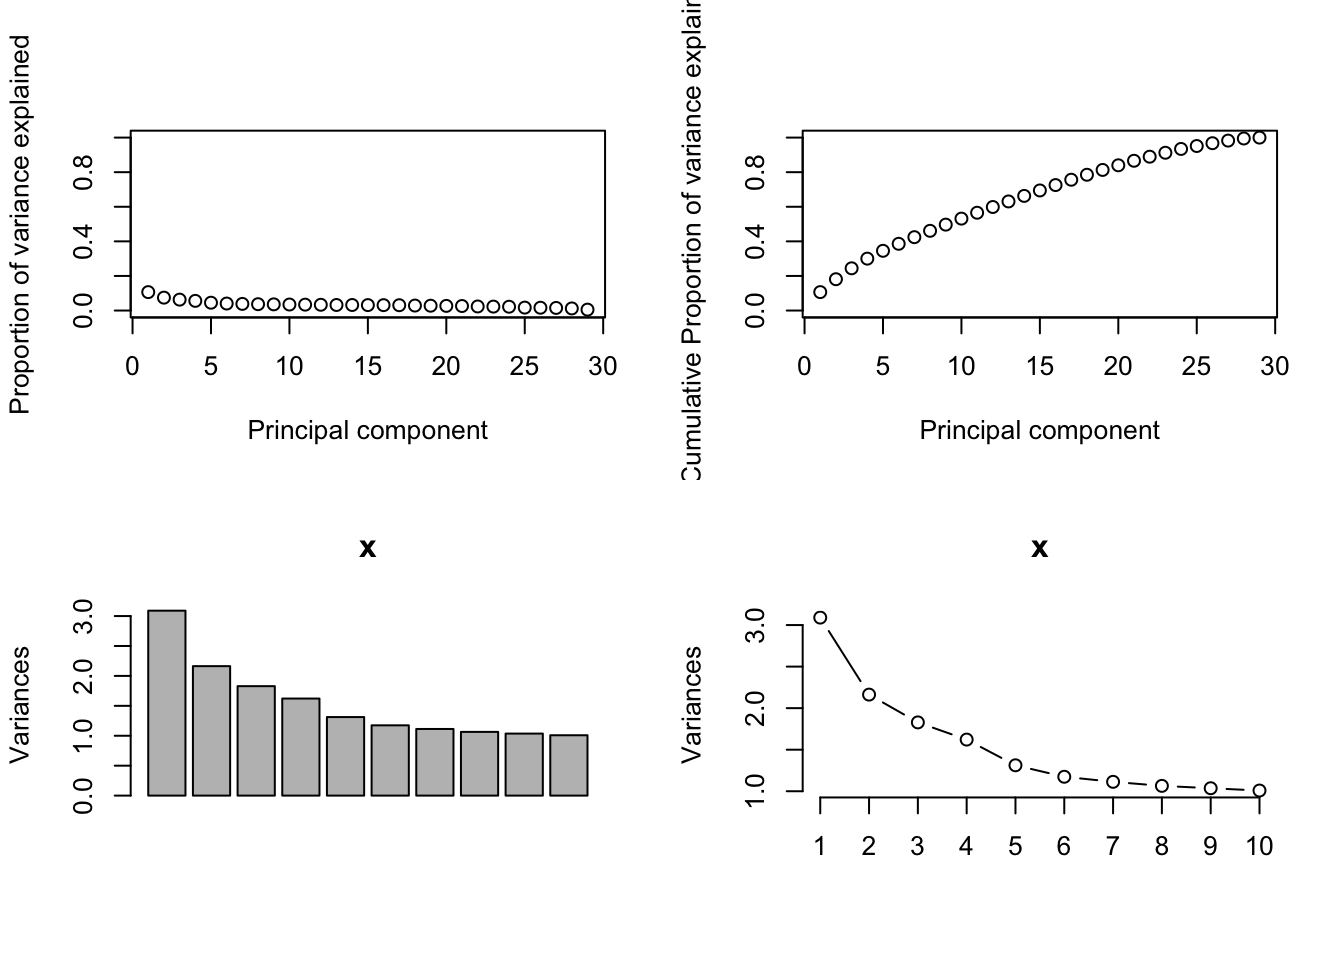 Proportion of variance explained
0.0 0.4 0.8
0 5 10 15 20 25 30
Principal component
Cumulative Proportion of variance explain
0.0 0.4 0.8
0 5 10 15 20 25 30
Principal component
x
Variances
0.0 1.0 2.0 3.0
x
Variances
1.0 2.0 3.0
1 2 3 4 5 6 7 8 9 10